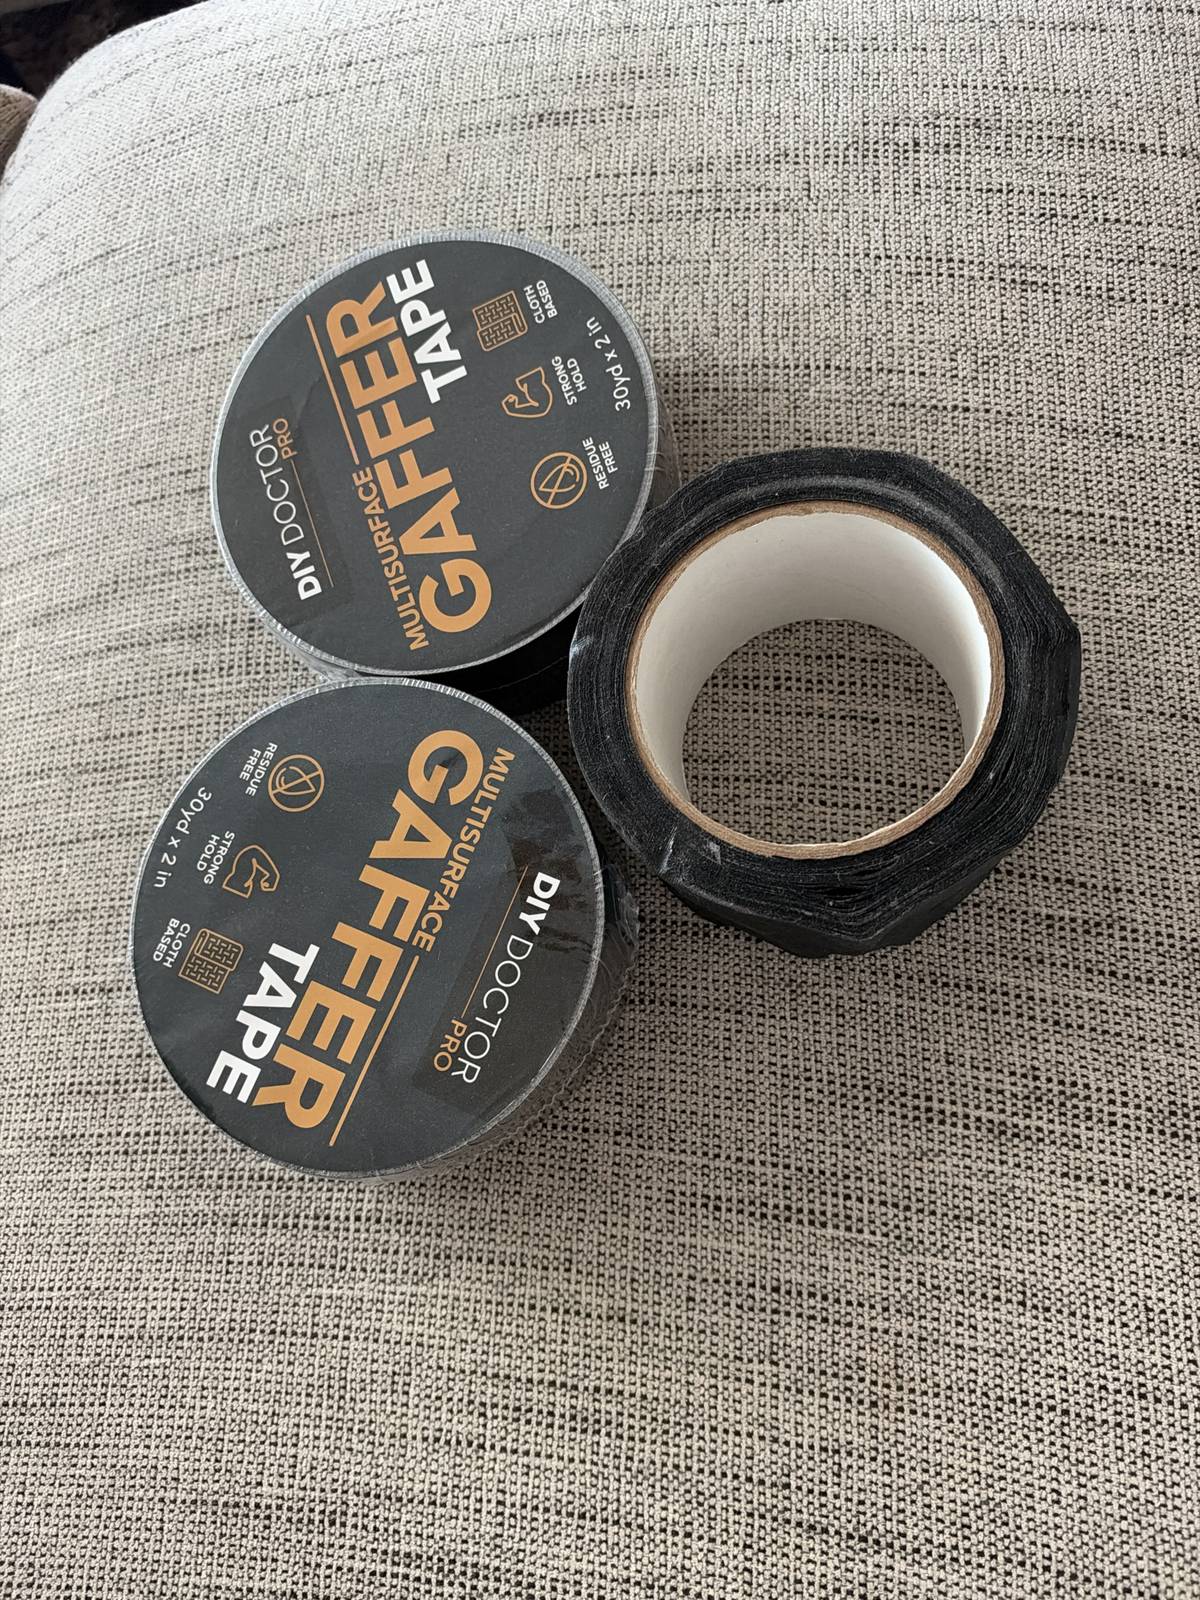 DIY DOCTOR
PRO
MULTISURFACE
GAFFER
TAPE
CLOTH
BASED
STRONG
HOLD
RESIDUE
FREE
30yd x 2 in
DIY DOCTOR
PRO
MULTISURFACE
GAFFER
TAPE
RESIDUE
FREE
STRONG
HOLD
CLOTH
BASED
30yd x 2 in